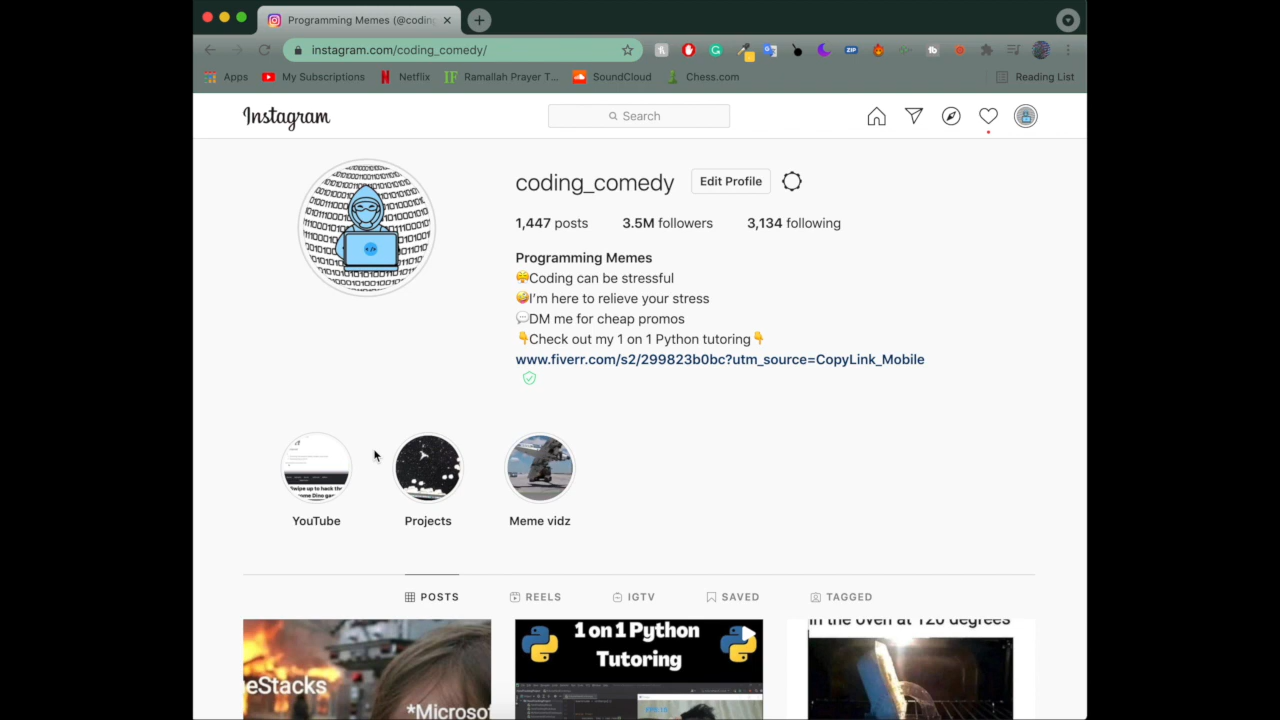 Programming Memes (@coding
instagram.com/coding_comedy/
ZIP
tb
Apps
My Subscriptions
Netflix
IF Ramallah Prayer T...
SoundCloud
Chess.com
Reading List
Instagram
Search
coding_comedy
Edit Profile
1,447 posts
3.5M followers
3,134 following
Programming Memes
😤Coding can be stressful
🤪I'm here to relieve your stress
💬DM me for cheap promos
👇Check out my 1 on 1 Python tutoring👇
www.fiverr.com/s2/299823b0bc?utm_source=CopyLink_Mobile
YouTube
Projects
Meme vidz
POSTS
REELS
IGTV
SAVED
TAGGED
eStacks
*Microso
1 on 1 Python
Tutoring
in the oven at 120 degrees